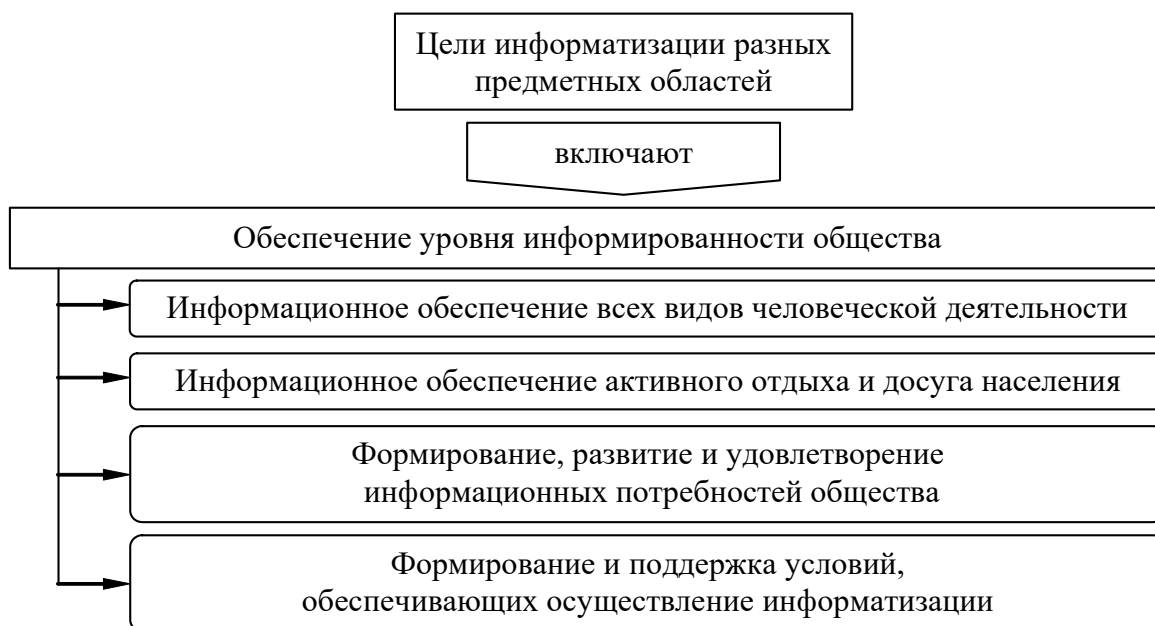 Цели информатизации разных
предметных областей
включают
Обеспечение уровня информированности общества
Информационное обеспечение всех видов человеческой деятельности
Информационное обеспечение активного отдыха и досуга населения
Формирование, развитие и удовлетворение
информационных потребностей общества
Формирование и поддержка условий,
обеспечивающих осуществление информатизации